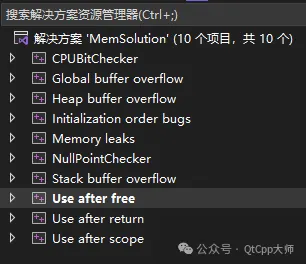 搜索解决方案资源管理器(Ctrl+;)
解决方案 'MemSolution' (10 个项目，共 10 个)
CPUBitChecker
Global buffer overflow
Heap buffer overflow
Initialization order bugs
Memory leaks
NullPointChecker
Stack buffer overflow
Use after free
Use after return
Use after scope
公众号 · QtCpp大师